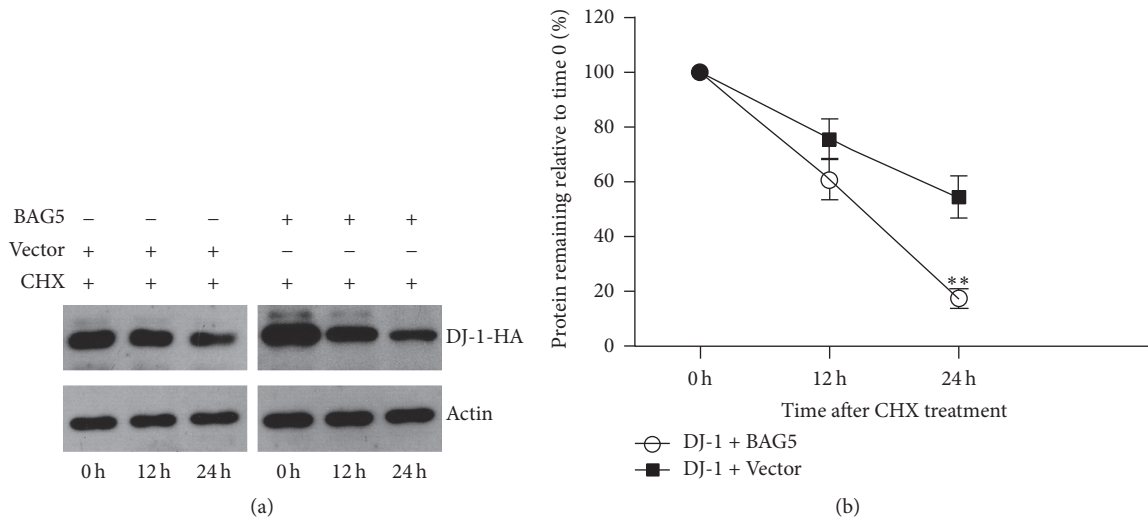 BAG5 – – – + + +
Vector + + + – – –
CHX + + + + + +
DJ-1-HA
Actin
0 h 12 h 24 h 0 h 12 h 24 h
(a)
Protein remaining relative to time 0 (%)
120
100
80
60
40
20
0
**
0 h 12 h 24 h
Time after CHX treatment
DJ-1 + BAG5
DJ-1 + Vector
(b)